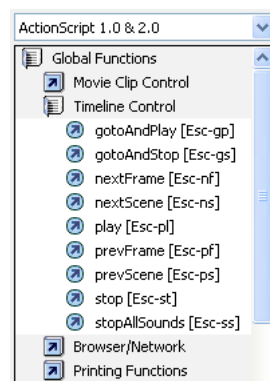 ActionScript 1.0 & 2.0
Global Functions
Movie Clip Control
Timeline Control
gotoAndPlay [Esc-gp]
gotoAndStop [Esc-gs]
nextFrame [Esc-nf]
nextScene [Esc-ns]
play [Esc-pl]
prevFrame [Esc-pf]
prevScene [Esc-ps]
stop [Esc-st]
stopAllSounds [Esc-ss]
Browser/Network
Printing Functions